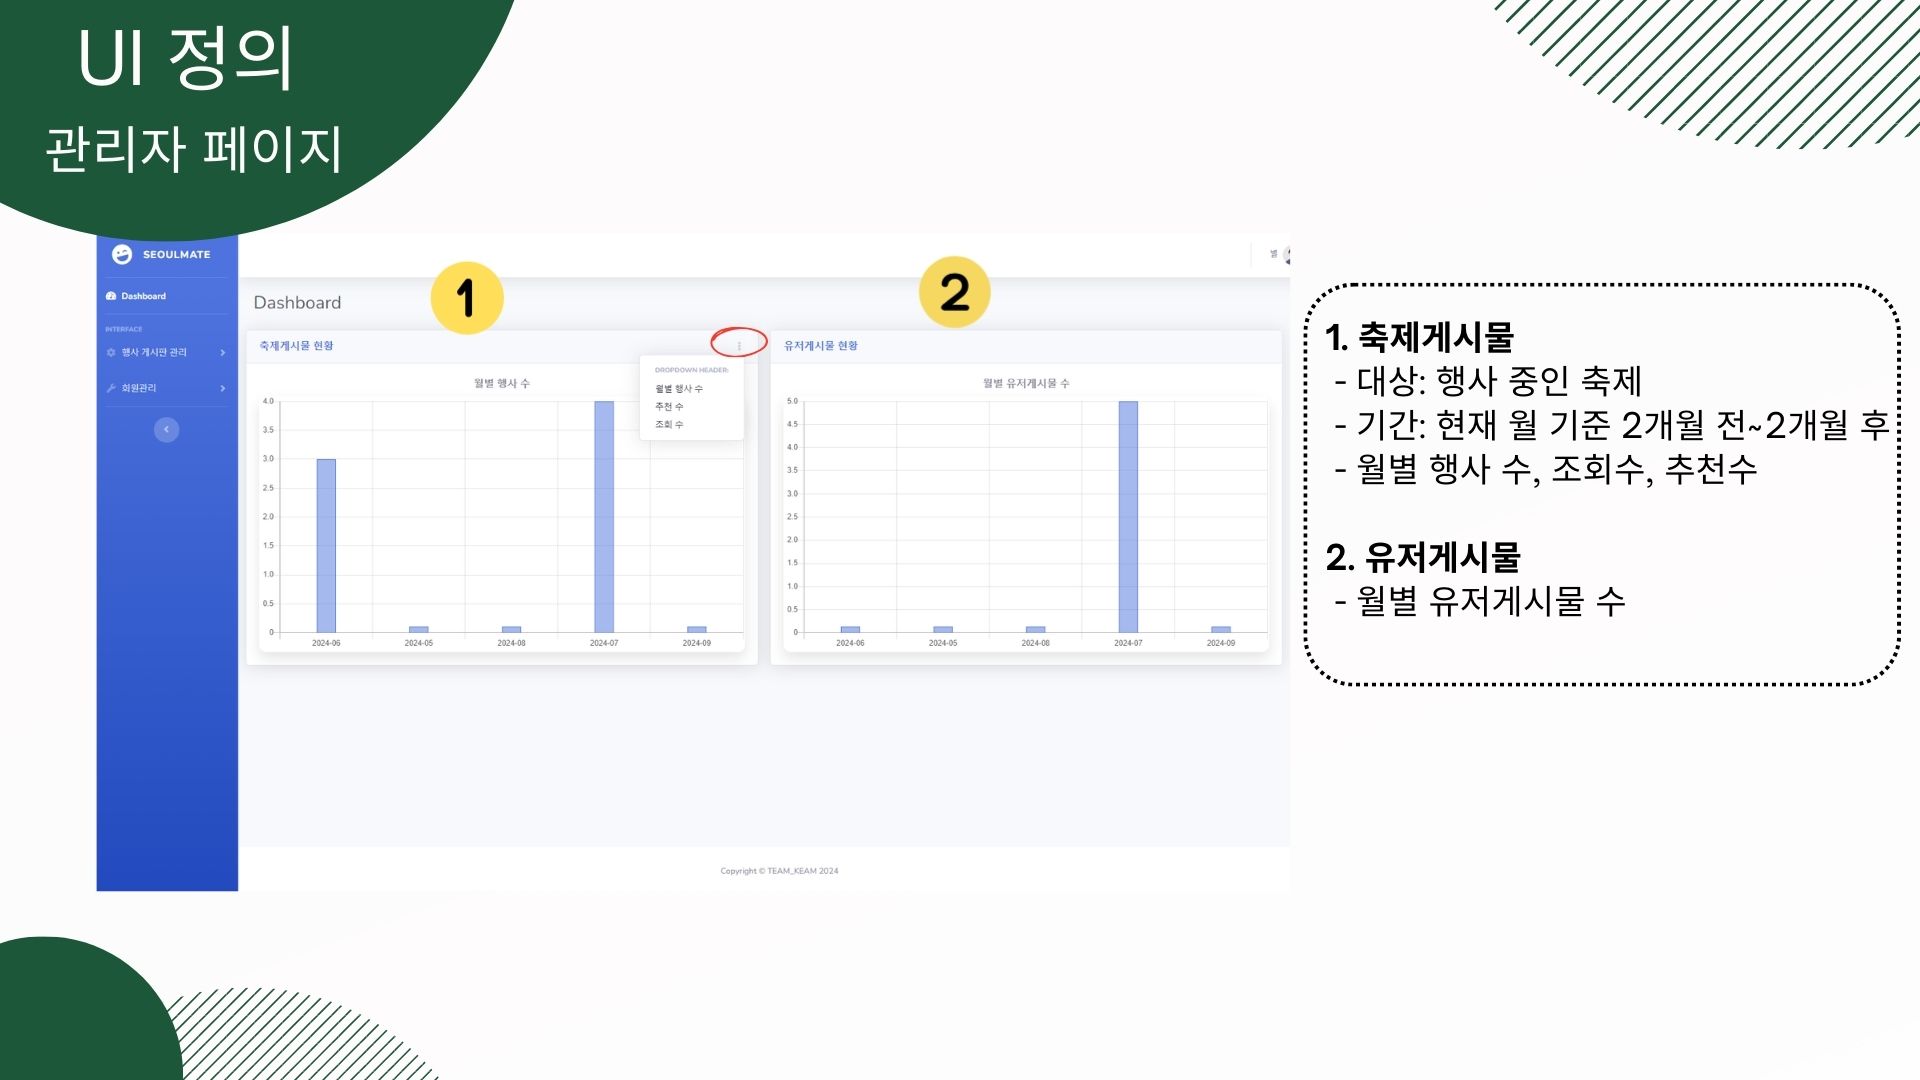 UI 정의
관리자 페이지
SEOULMATE
Dashboard
INTERFACE
행사 게시판 관리
회원관리
별
Dashboard
1
2
축제게시물 현황
DROPDOWN HEADER:
월별 행사 수
추천 수
조회 수
월별 행사 수
4.0
3.5
3.0
2.5
2.0
1.5
1.0
0.5
0
2024-06 2024-05 2024-08 2024-07 2024-09
유저게시물 현황
월별 유저게시물 수
5.0
4.5
4.0
3.5
3.0
2.5
2.0
1.5
1.0
0.5
0
2024-06 2024-05 2024-08 2024-07 2024-09
Copyright © TEAM_KEAM 2024
1. 축제게시물
- 대상: 행사 중인 축제
- 기간: 현재 월 기준 2개월 전~2개월 후
- 월별 행사 수, 조회수, 추천수
2. 유저게시물
- 월별 유저게시물 수